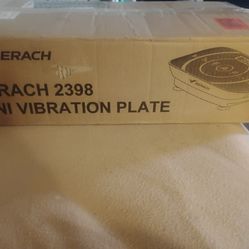 ERACH
RACH 2398
NI VIBRATION PLATE